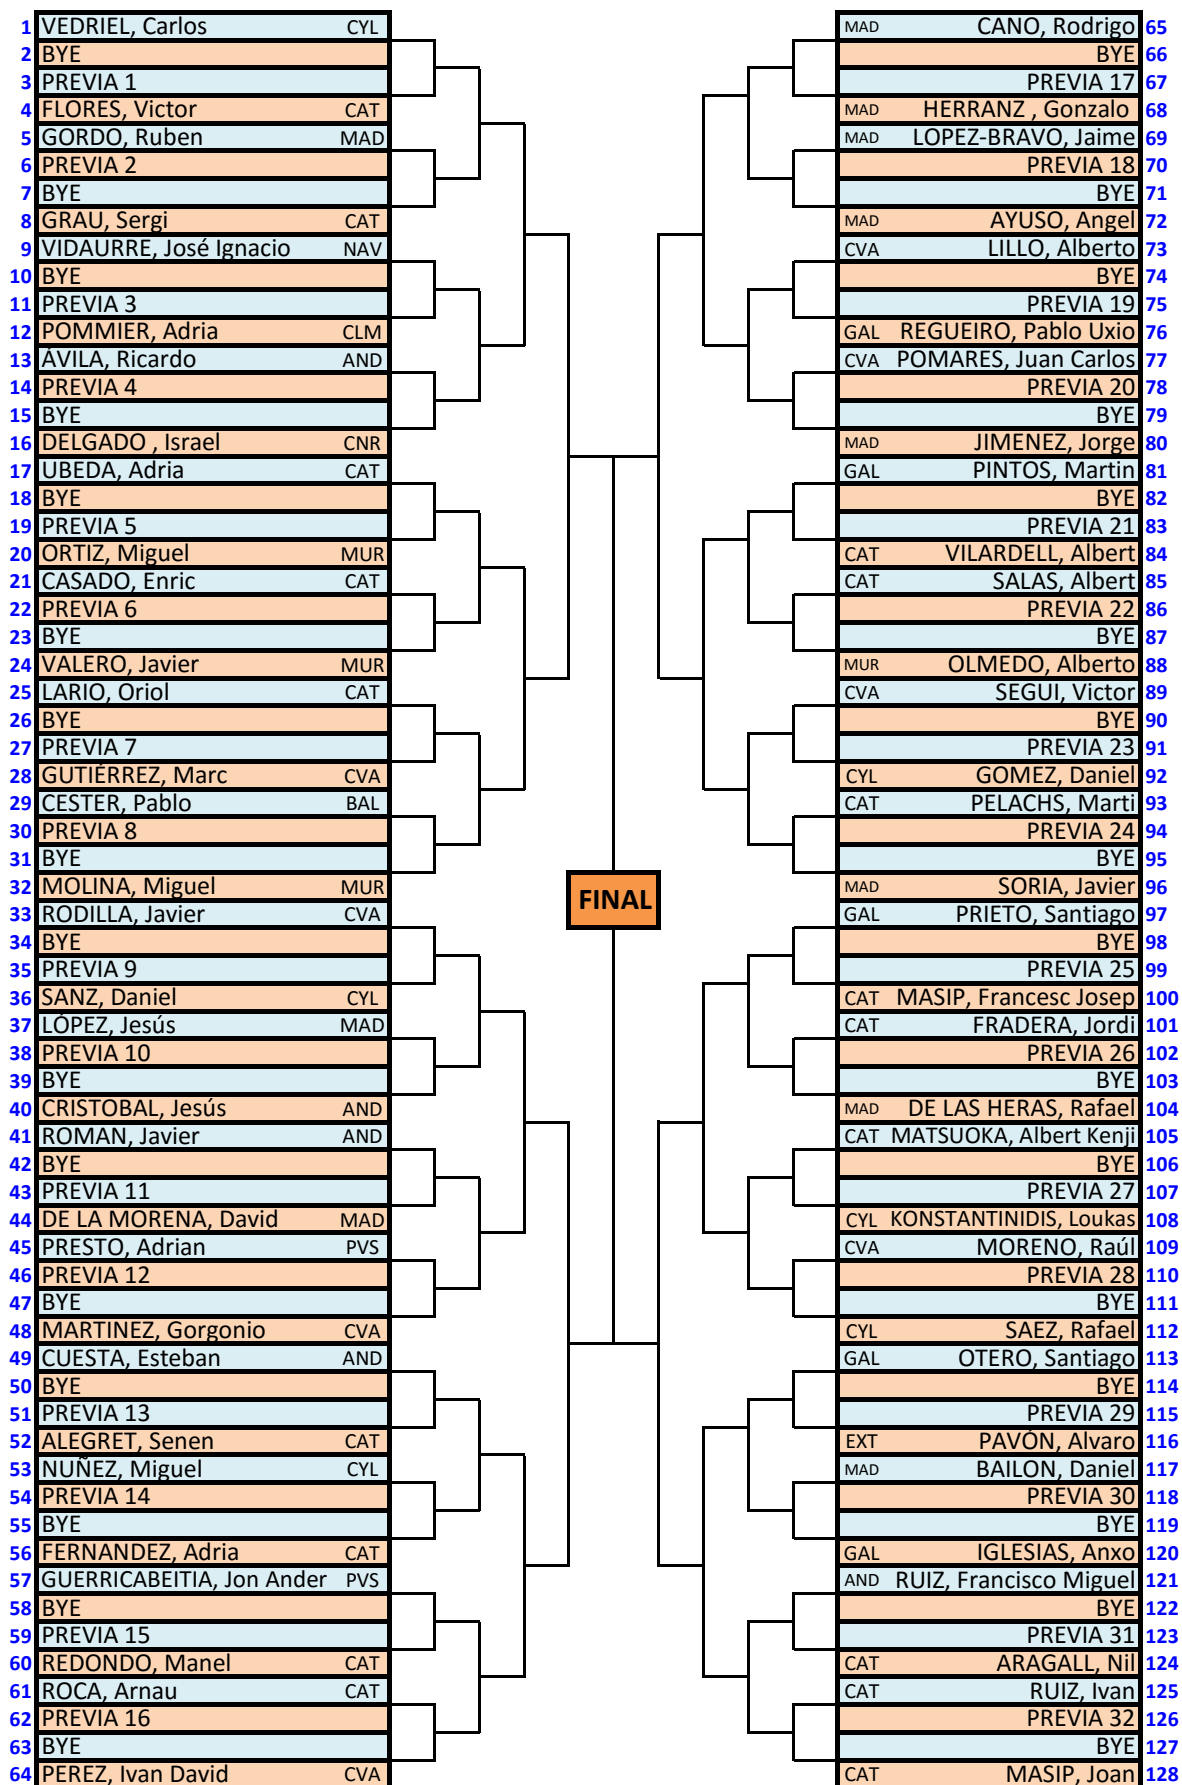 1 VEDRIEL, Carlos CYL
2 BYE
3 PREVIA 1
4 FLORES, Victor CAT
5 GORDO, Ruben MAD
6 PREVIA 2
7 BYE
8 GRAU, Sergi CAT
9 VIDAURRE, José Ignacio NAV
10 BYE
11 PREVIA 3
12 POMMIER, Adria CLM
13 ÁVILA, Ricardo AND
14 PREVIA 4
15 BYE
16 DELGADO , Israel CNR
17 UBEDA, Adria CAT
18 BYE
19 PREVIA 5
20 ORTIZ, Miguel MUR
21 CASADO, Enric CAT
22 PREVIA 6
23 BYE
24 VALERO, Javier MUR
25 LARIO, Oriol CAT
26 BYE
27 PREVIA 7
28 GUTIÉRREZ, Marc CVA
29 CESTER, Pablo BAL
30 PREVIA 8
31 BYE
32 MOLINA, Miguel MUR
33 RODILLA, Javier CVA
34 BYE
35 PREVIA 9
36 SANZ, Daniel CYL
37 LÓPEZ, Jesús MAD
38 PREVIA 10
39 BYE
40 CRISTOBAL, Jesús AND
41 ROMAN, Javier AND
42 BYE
43 PREVIA 11
44 DE LA MORENA, David MAD
45 PRESTO, Adrian PVS
46 PREVIA 12
47 BYE
48 MARTINEZ, Gorgonio CVA
49 CUESTA, Esteban AND
50 BYE
51 PREVIA 13
52 ALEGRET, Senen CAT
53 NUÑEZ, Miguel CYL
54 PREVIA 14
55 BYE
56 FERNANDEZ, Adria CAT
57 GUERRICABEITIA, Jon Ander PVS
58 BYE
59 PREVIA 15
60 REDONDO, Manel CAT
61 ROCA, Arnau CAT
62 PREVIA 16
63 BYE
64 PEREZ, Ivan David CVA
FINAL
MAD CANO, Rodrigo 65
BYE 66
PREVIA 17 67
MAD HERRANZ , Gonzalo 68
MAD LOPEZ-BRAVO, Jaime 69
PREVIA 18 70
BYE 71
MAD AYUSO, Angel 72
CVA LILLO, Alberto 73
BYE 74
PREVIA 19 75
GAL REGUEIRO, Pablo Uxio 76
CVA POMARES, Juan Carlos 77
PREVIA 20 78
BYE 79
MAD JIMENEZ, Jorge 80
GAL PINTOS, Martin 81
BYE 82
PREVIA 21 83
CAT VILARDELL, Albert 84
CAT SALAS, Albert 85
PREVIA 22 86
BYE 87
MUR OLMEDO, Alberto 88
CVA SEGUI, Victor 89
BYE 90
PREVIA 23 91
CYL GOMEZ, Daniel 92
CAT PELACHS, Marti 93
PREVIA 24 94
BYE 95
MAD SORIA, Javier 96
GAL PRIETO, Santiago 97
BYE 98
PREVIA 25 99
CAT MASIP, Francesc Josep 100
CAT FRADERA, Jordi 101
PREVIA 26 102
BYE 103
MAD DE LAS HERAS, Rafael 104
CAT MATSUOKA, Albert Kenji 105
BYE 106
PREVIA 27 107
CYL KONSTANTINIDIS, Loukas 108
CVA MORENO, Raúl 109
PREVIA 28 110
BYE 111
CYL SAEZ, Rafael 112
GAL OTERO, Santiago 113
BYE 114
PREVIA 29 115
EXT PAVÓN, Alvaro 116
MAD BAILON, Daniel 117
PREVIA 30 118
BYE 119
GAL IGLESIAS, Anxo 120
AND RUIZ, Francisco Miguel 121
BYE 122
PREVIA 31 123
CAT ARAGALL, Nil 124
CAT RUIZ, Ivan 125
PREVIA 32 126
BYE 127
CAT MASIP, Joan 128